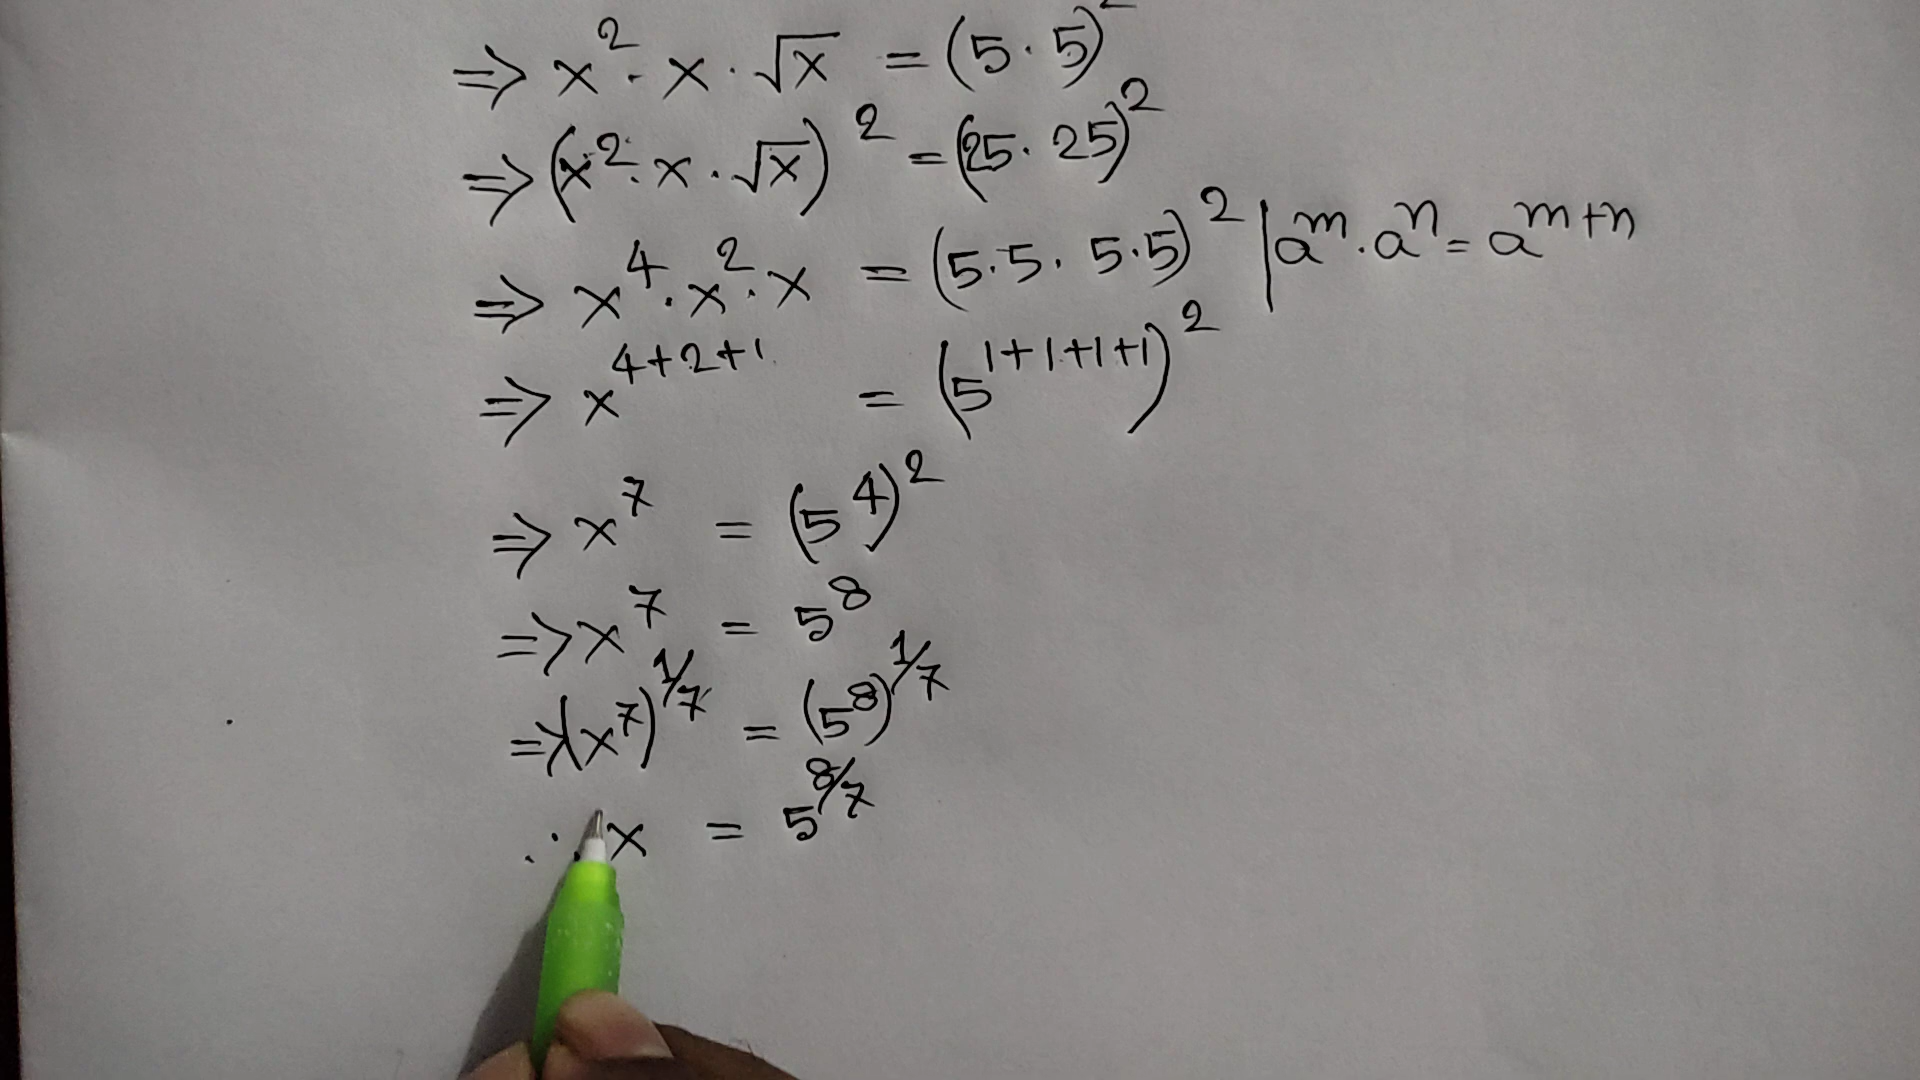 ⇒ x² · x · √x = (5 · 5)²
⇒ (x² · x · √x)² = (25 · 25)²
⇒ x⁴ · x² · x = (5 · 5 · 5 · 5)² | aᵐ · aⁿ = aᵐ⁺ⁿ
⇒ x⁴⁺²⁺¹ = (5¹⁺¹⁺¹⁺¹)²
⇒ x⁷ = (5⁴)²
⇒ x⁷ = 5⁸
⇒ (x⁷)^1/7 = (5⁸)^1/7
∴ x = 5^8/7